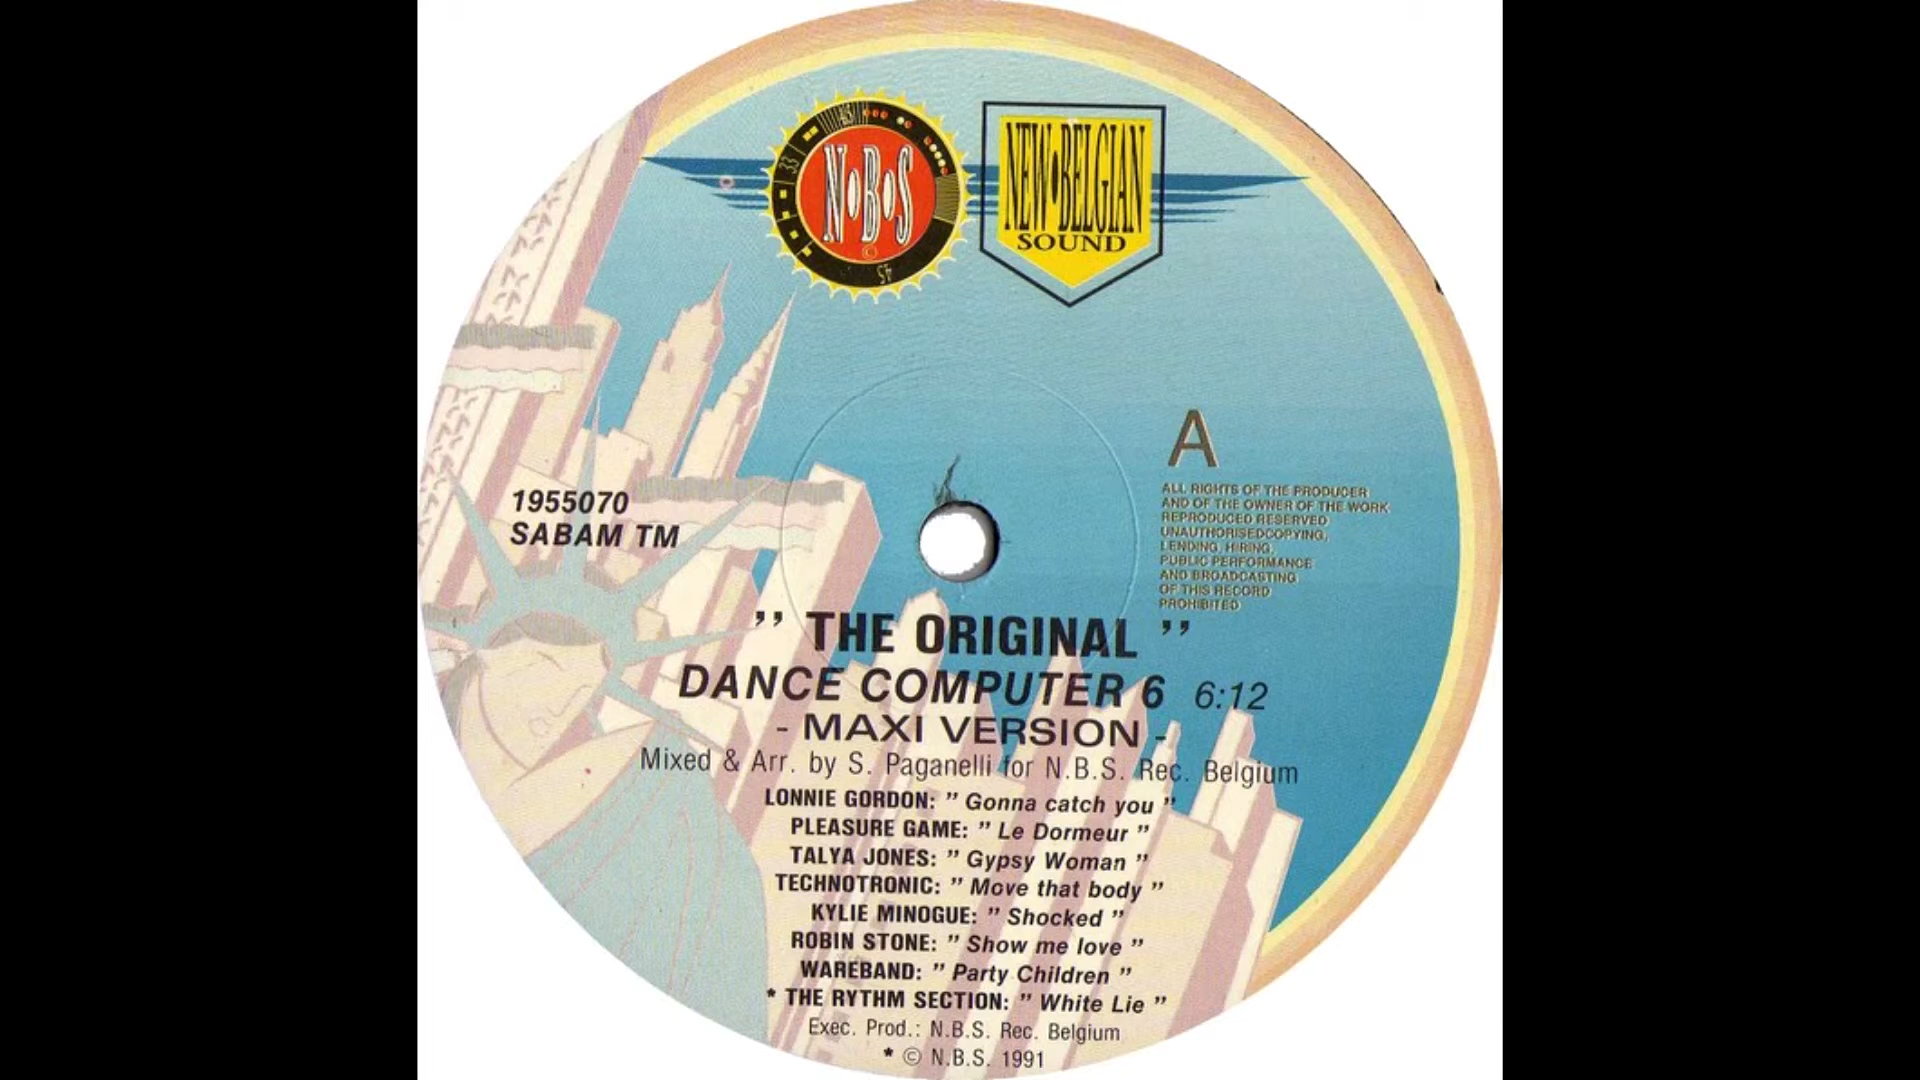 N•B•S
©
33
45
45
NEW•BELGIAN
SOUND
A
ALL RIGHTS OF THE PRODUCER
AND OF THE OWNER OF THE WORK
REPRODUCED RESERVED
UNAUTHORISEDCOPYING,
LENDING, HIRING,
PUBLIC PERFORMANCE
AND BROADCASTING
OF THIS RECORD
PROHIBITED
1955070
SABAM TM
” THE ORIGINAL ”
DANCE COMPUTER 6 6:12
- MAXI VERSION -
Mixed & Arr. by S. Paganelli for N.B.S. Rec. Belgium
LONNIE GORDON: ” Gonna catch you ”
PLEASURE GAME: ” Le Dormeur ”
TALYA JONES: ” Gypsy Woman ”
TECHNOTRONIC: ” Move that body ”
KYLIE MINOGUE: ” Shocked ”
ROBIN STONE: ” Show me love ”
WAREBAND: ” Party Children ”
* THE RYTHM SECTION: ” White Lie ”
Exec. Prod.: N.B.S. Rec. Belgium
* © N.B.S. 1991